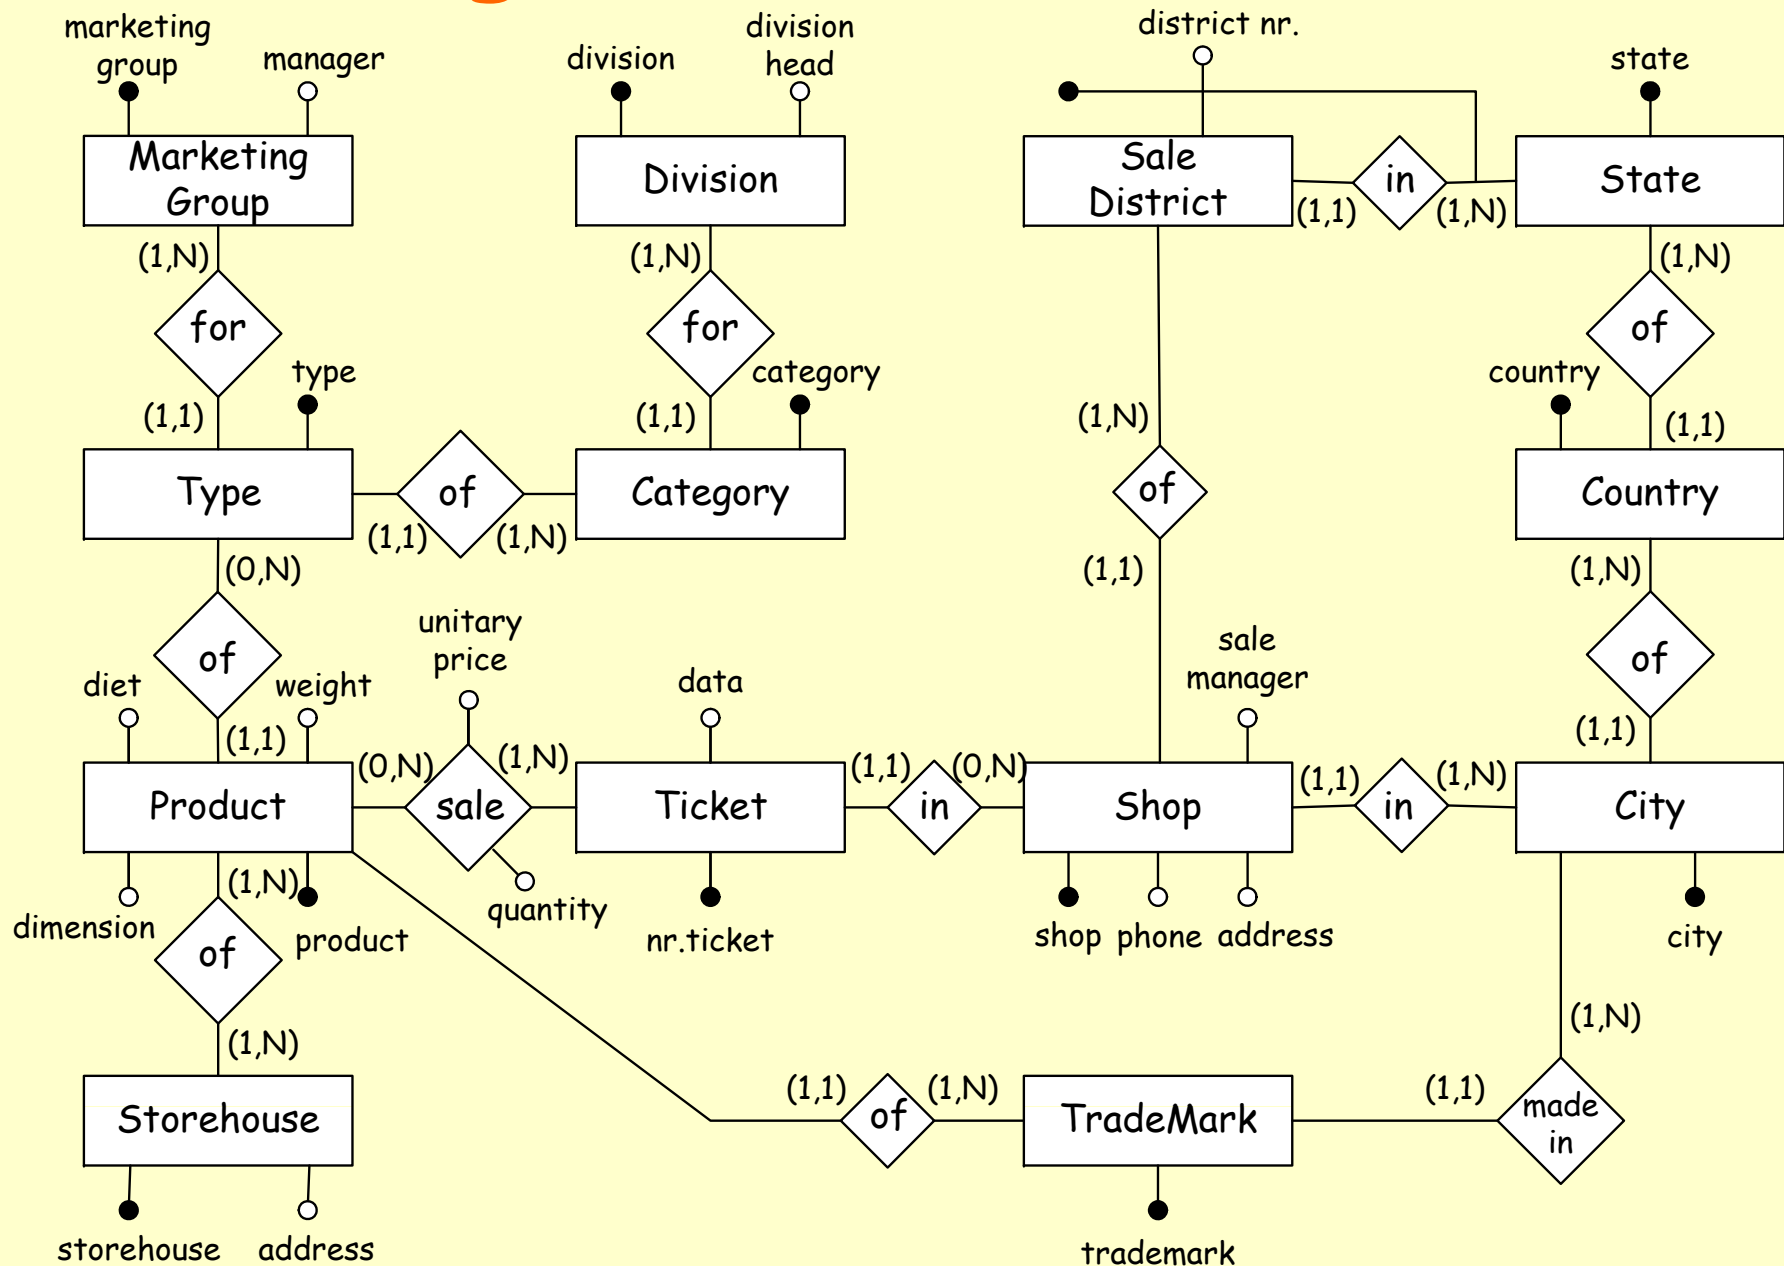 marketing
group
manager
division
division
head
district nr.
state
Marketing
Group
Division
Sale
District
(1,1)
in
(1,N)
State
(1,N)
(1,N)
(1,N)
for
for
of
type
category
country
(1,1)
(1,1)
(1,N)
(1,1)
Type
of
Category
of
Country
(1,1)
(1,N)
(0,N)
(1,1)
(1,N)
of
unitary
price
sale
manager
of
diet
weight
data
(1,1)
(0,N)
(1,N)
(1,1)
(0,N)
(1,1)
(1,N)
(1,1)
Product
sale
Ticket
in
Shop
in
City
(1,N)
dimension
product
quantity
nr.ticket
shop
phone
address
city
of
(1,N)
(1,N)
(1,1)
(1,N)
(1,1)
Storehouse
of
TradeMark
made
in
storehouse
address
trademark